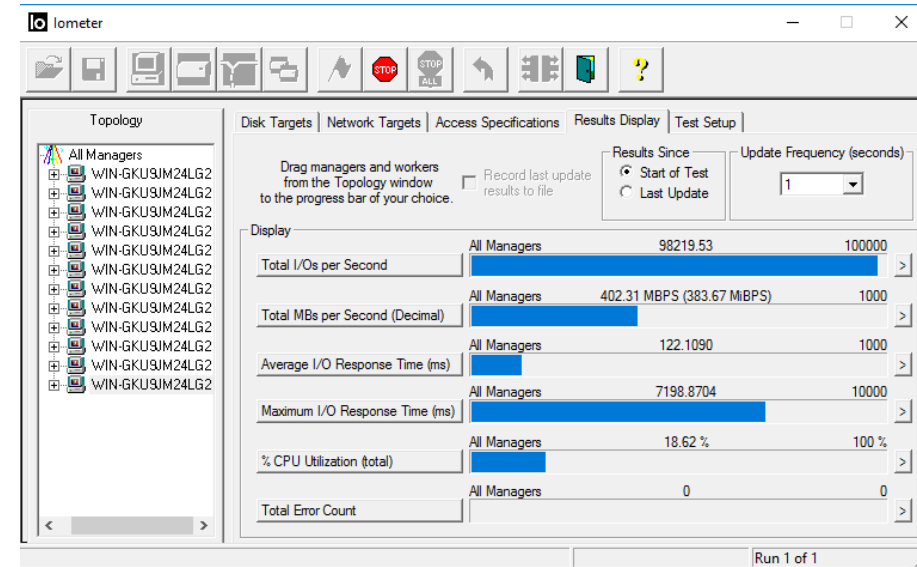 Io Iometer
STOP
STOP
ALL
?
Topology
All Managers
WIN-GKU9JM24LG2
WIN-GKU9JM24LG2
WIN-GKU9JM24LG2
WIN-GKU9JM24LG2
WIN-GKU9JM24LG2
WIN-GKU9JM24LG2
WIN-GKU9JM24LG2
WIN-GKU9JM24LG2
WIN-GKU9JM24LG2
WIN-GKU9JM24LG2
WIN-GKU9JM24LG2
WIN-GKU9JM24LG2
Disk Targets Network Targets Access Specifications Results Display Test Setup
Drag managers and workers
from the Topology window
to the progress bar of your choice.
Record last update
results to file
Results Since
Start of Test
Last Update
Update Frequency (seconds)
1
Display
All Managers 98219.53 100000
Total I/Os per Second >
All Managers 402.31 MBPS (383.67 MiBPS) 1000
Total MBs per Second (Decimal) >
All Managers 122.1090 1000
Average I/O Response Time (ms) >
All Managers 7198.8704 10000
Maximum I/O Response Time (ms) >
All Managers 18.62 % 100 %
% CPU Utilization (total) >
All Managers 0 0
Total Error Count >
Run 1 of 1